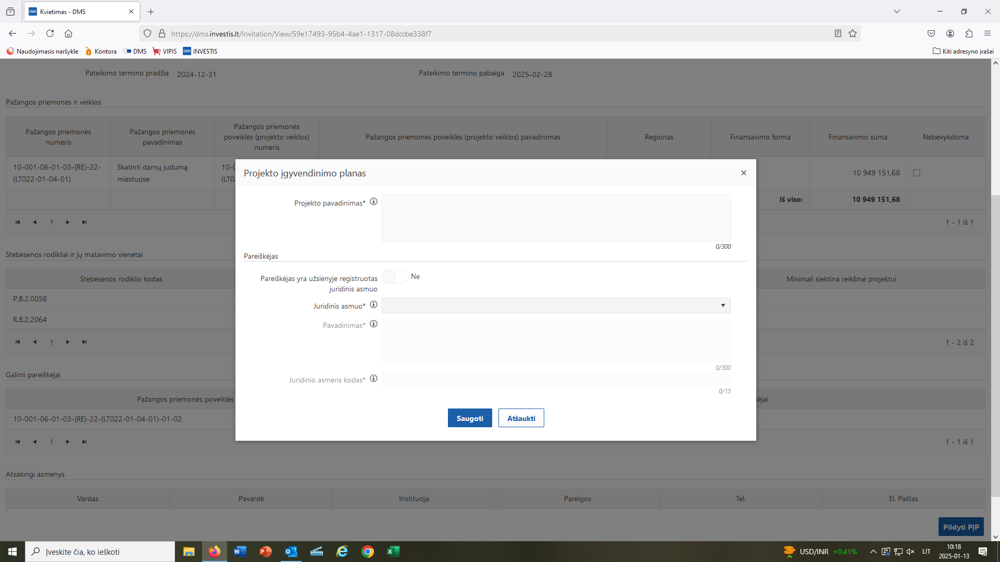 Kvietimas - DMS
https://dms.investis.lt/Invitation/View/59e17493-95b4-4ae1-1317-08dccbe338f7
Naudojimasis naršykle
Kontora
DMS
VIPIS
DMS
INVESTIS
Kiti adresyno įrašai
Pateikimo termino pradžia 2024-12-31
Pateikimo termino pabaiga 2025-02-28
Pažangos priemonės ir veiklos
Pažangos priemonės
numeris
Pažangos priemonės
pavadinimas
Pažangos priemonės
poveiklės (projekto veiklos)
numeris
Pažangos priemonės poveiklės (projekto veiklos) pavadinimas
Regionas
Finansavimo forma
Finansavimo suma
Nebevykdoma
10-001-06-01-03-(RE)-22-
(LT022-01-04-01)
Skatinti darnų judumą
miestuose
10-0
(LT02
10 949 151,68
Iš viso:
10 949 151,68
1
1 - 1 iš 1
Projekto įgyvendinimo planas
Projekto pavadinimas*
0/300
Pareiškėjas
Pareiškėjas yra užsienyje registruotas
juridinis asmuo
Ne
Juridinis asmuo*
Pavadinimas*
0/300
Juridinio asmens kodas*
0/15
Saugoti
Atšaukti
Stebėsenos rodikliai ir jų matavimo vienetai
Stebėsenos rodiklio kodas
Minimali siektina reikšmė projektui
P.B.2.0058
R.B.2.2064
1
1 - 2 iš 2
Galimi pareiškėjai
Pažangos priemonės poveiklės
kėjai
10-001-06-01-03-(RE)-22-(LT022-01-04-01)-01-02
1
1 - 1 iš 1
Atsakingi asmenys
Vardas
Pavardė
Institucija
Pareigos
Tel.
El. Paštas
Pildyti PĮP
Įveskite čia, ko ieškoti
USD/INR +0.41%
LIT
10:18
2025-01-13